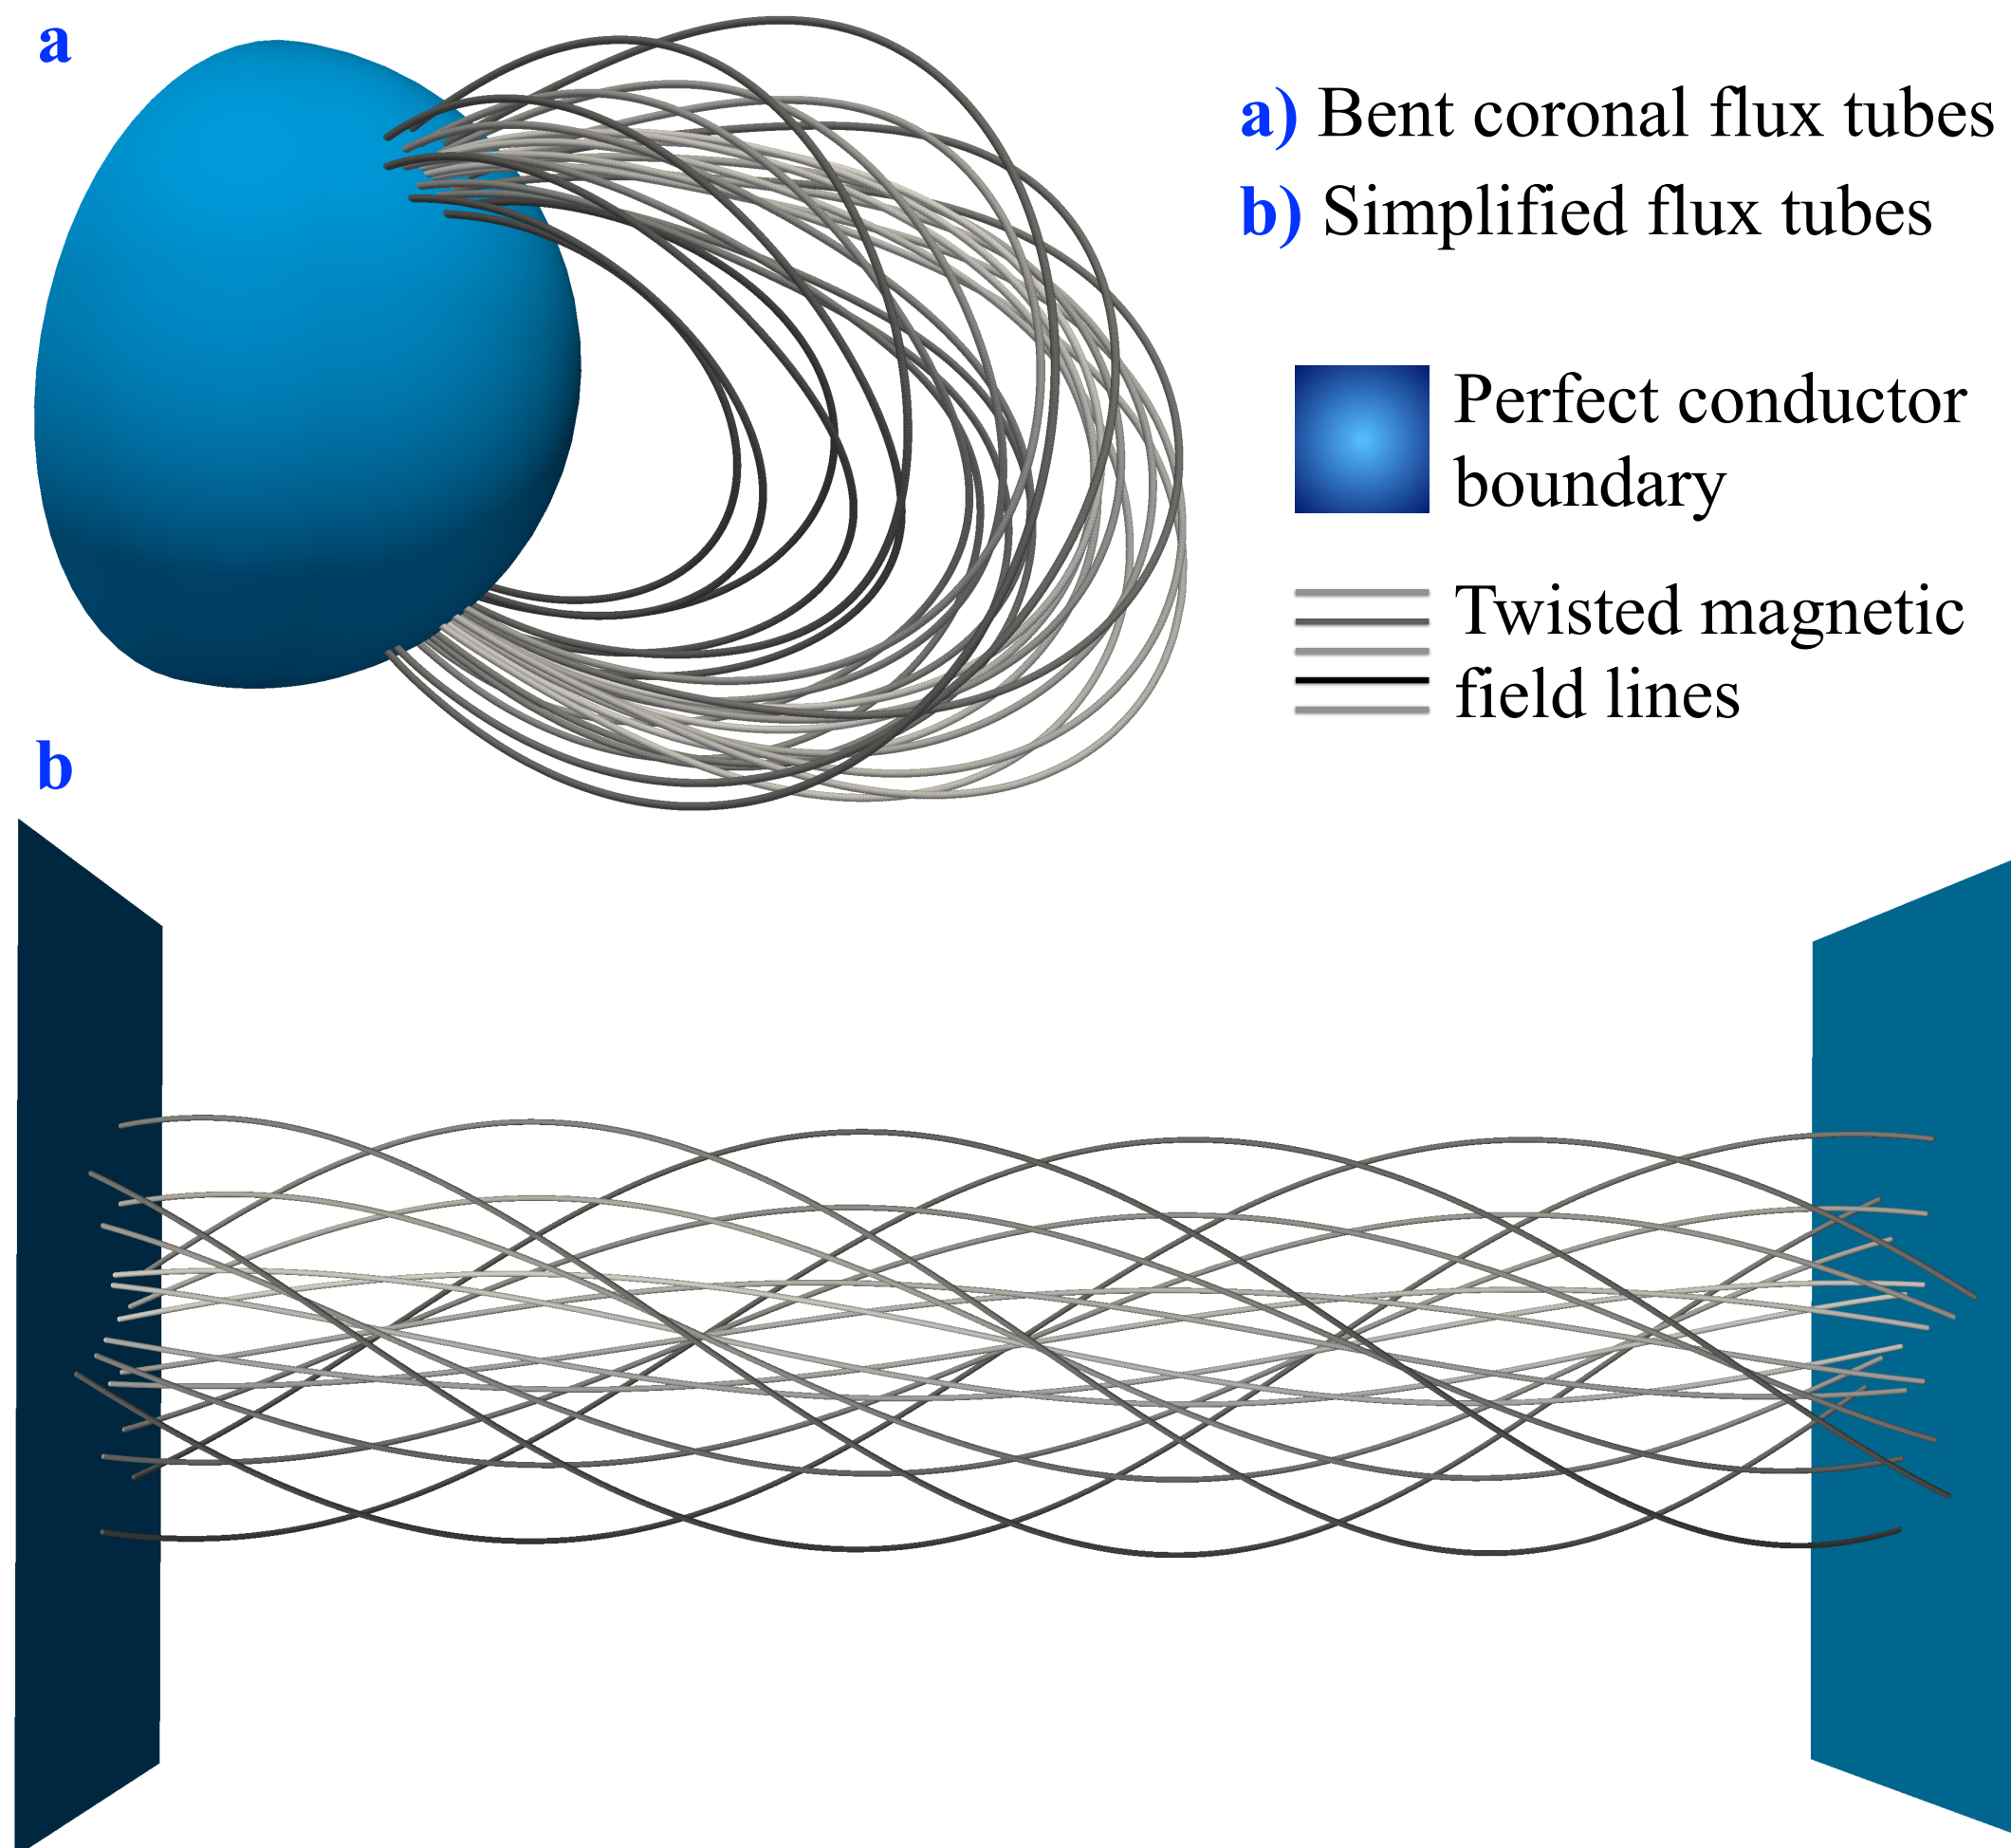 a
a) Bent coronal flux tubes
b) Simplified flux tubes
Perfect conductor
boundary
Twisted magnetic
field lines
b